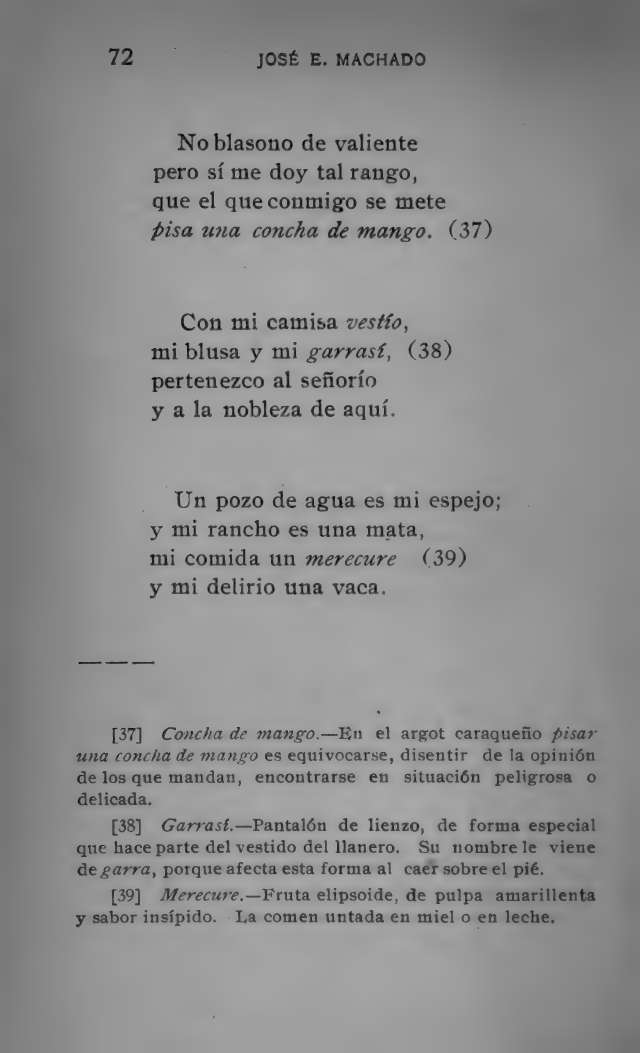 72 JOSÉ E. MACHADO
No blasono de valiente
pero sí me doy tal rango,
que el que conmigo se mete
pisa una concha de mango. (37)
Con mi camisa vestío,
mi blusa y mi garrasí, (38)
pertenezco al señorío
y a la nobleza de aquí.
Un pozo de agua es mi espejo;
y mi rancho es una mata,
mi comida un merecure (39)
y mi delirio una vaca.
[37] Concha de mango.—En el argot caraqueño pisar
una concha de mango es equivocarse, disentir de la opinión
de los que mandan, encontrarse en situación peligrosa o
delicada.
[38] Garrasí.—Pantalón de lienzo, de forma especial
que hace parte del vestido del llanero. Su nombre le viene
de garra, porque afecta esta forma al caer sobre el pié.
[39] Merecure.—Fruta elipsoide, de pulpa amarillenta
y sabor insípido. La comen untada en miel o en leche.